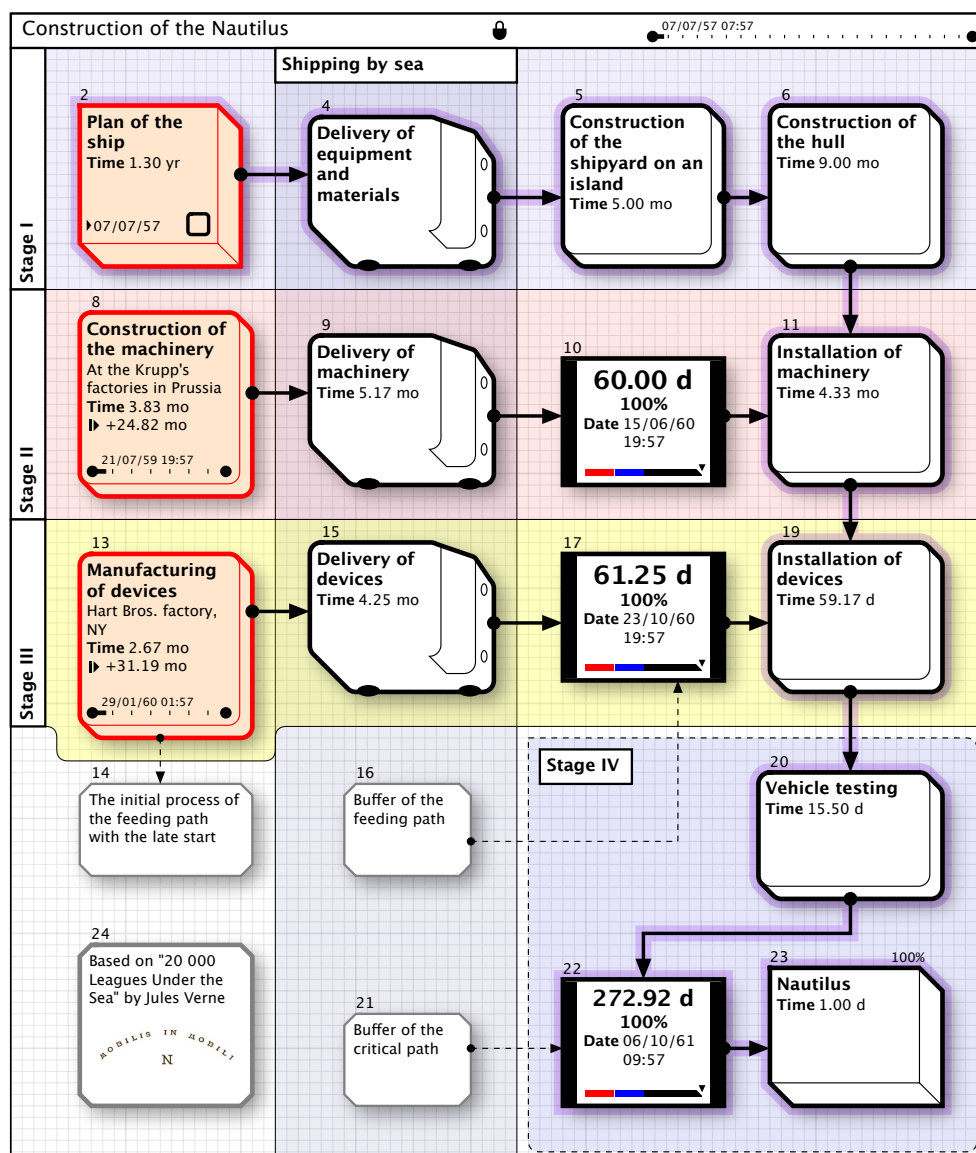 Construction of the Nautilus
07/07/57 07:57
Shipping by sea
Stage I
2
Plan of the
ship
Time 1.30 yr
07/07/57
4
Delivery of
equipment
and
materials
5
Construction
of the
shipyard on an
island
Time 5.00 mo
6
Construction of
the hull
Time 9.00 mo
Stage II
8
Construction of
the machinery
At the Krupp's
factories in Prussia
Time 3.83 mo
+24.82 mo
21/07/59 19:57
9
Delivery of
machinery
Time 5.17 mo
10
60.00 d
100%
Date 15/06/60
19:57
11
Installation of
machinery
Time 4.33 mo
Stage III
13
Manufacturing
of devices
Hart Bros. factory,
NY
Time 2.67 mo
+31.19 mo
29/01/60 01:57
15
Delivery of
devices
Time 4.25 mo
17
61.25 d
100%
Date 23/10/60
19:57
19
Installation of
devices
Time 59.17 d
14
The initial process of
the feeding path
with the late start
16
Buffer of the
feeding path
Stage IV
20
Vehicle testing
Time 15.50 d
24
Based on "20 000
Leagues Under the
Sea" by Jules Verne
MOBILIS IN MOBILI
N
21
Buffer of the
critical path
22
272.92 d
100%
Date 06/10/61
09:57
23
100%
Nautilus
Time 1.00 d